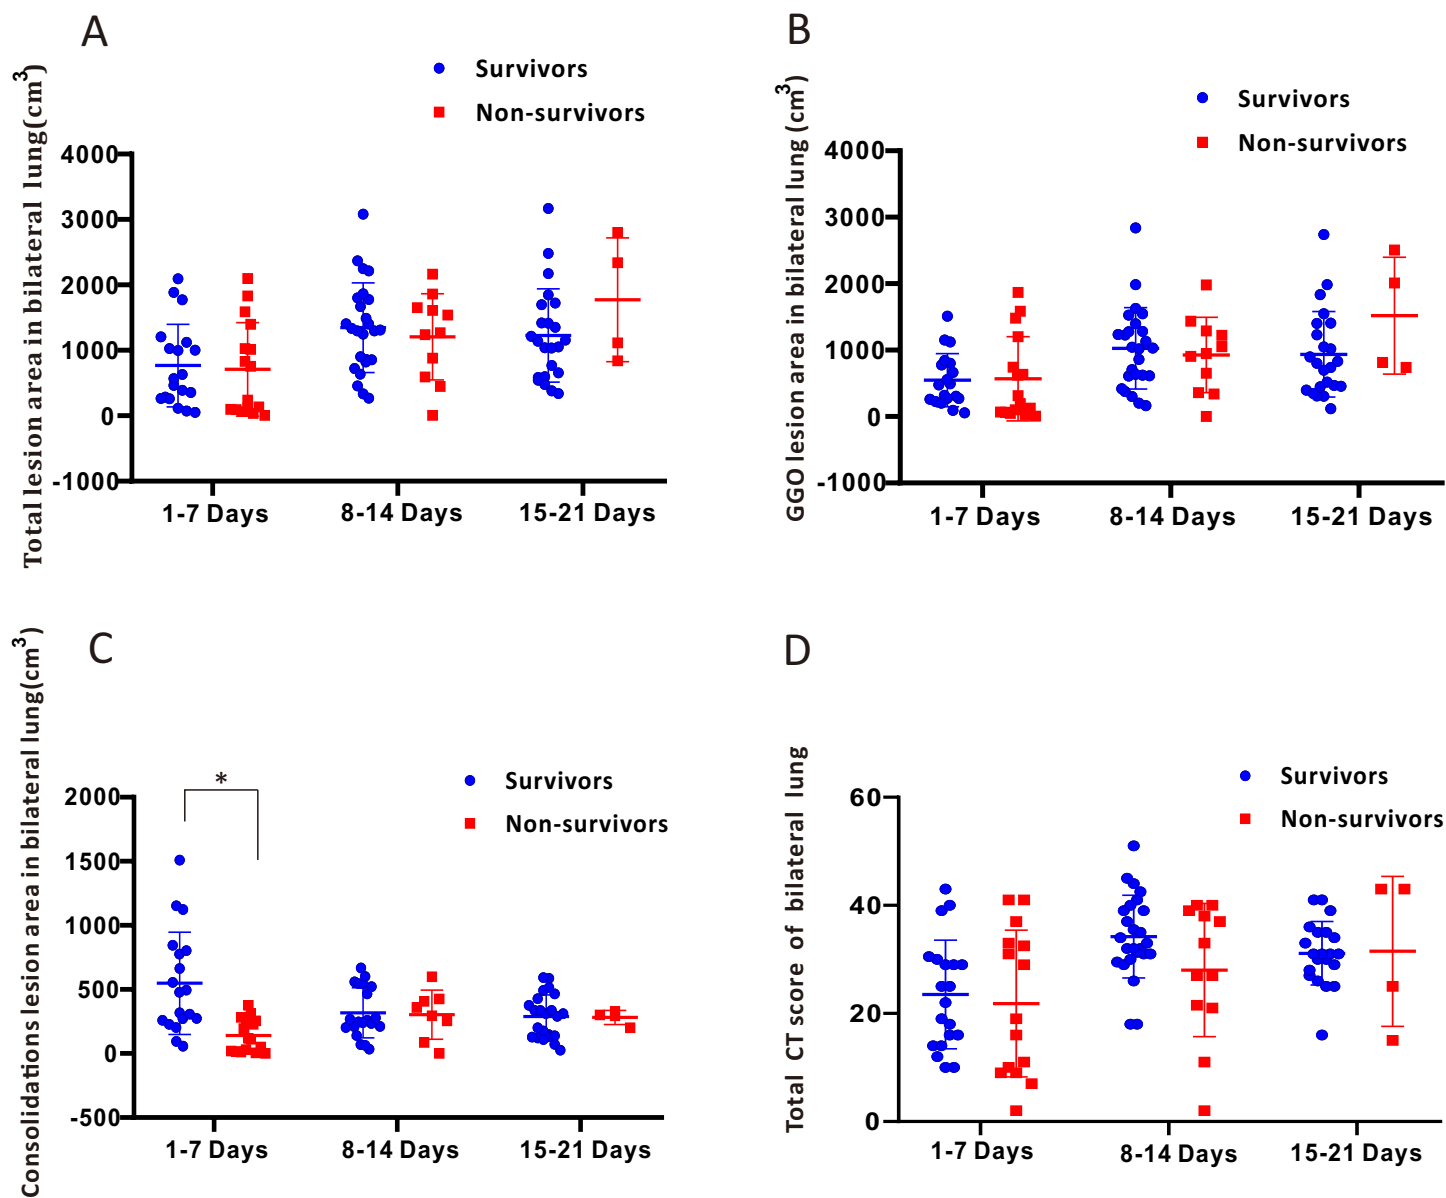 A
Survivors
Non-survivors
Total lesion area in bilateral lung(cm3)
4000
3000
2000
1000
0
-1000
1-7 Days
8-14 Days
15-21 Days
B
Survivors
Non-survivors
GGO lesion area in bilateral lung (cm3)
4000
3000
2000
1000
0
-1000
1-7 Days
8-14 Days
15-21 Days
C
Survivors
Non-survivors
Consolidations lesion area in bilateral lung(cm3)
*
2000
1500
1000
500
0
-500
1-7 Days
8-14 Days
15-21 Days
D
Survivors
Non-survivors
Total CT score of bilateral lung
60
40
20
0
1-7 Days
8-14 Days
15-21 Days